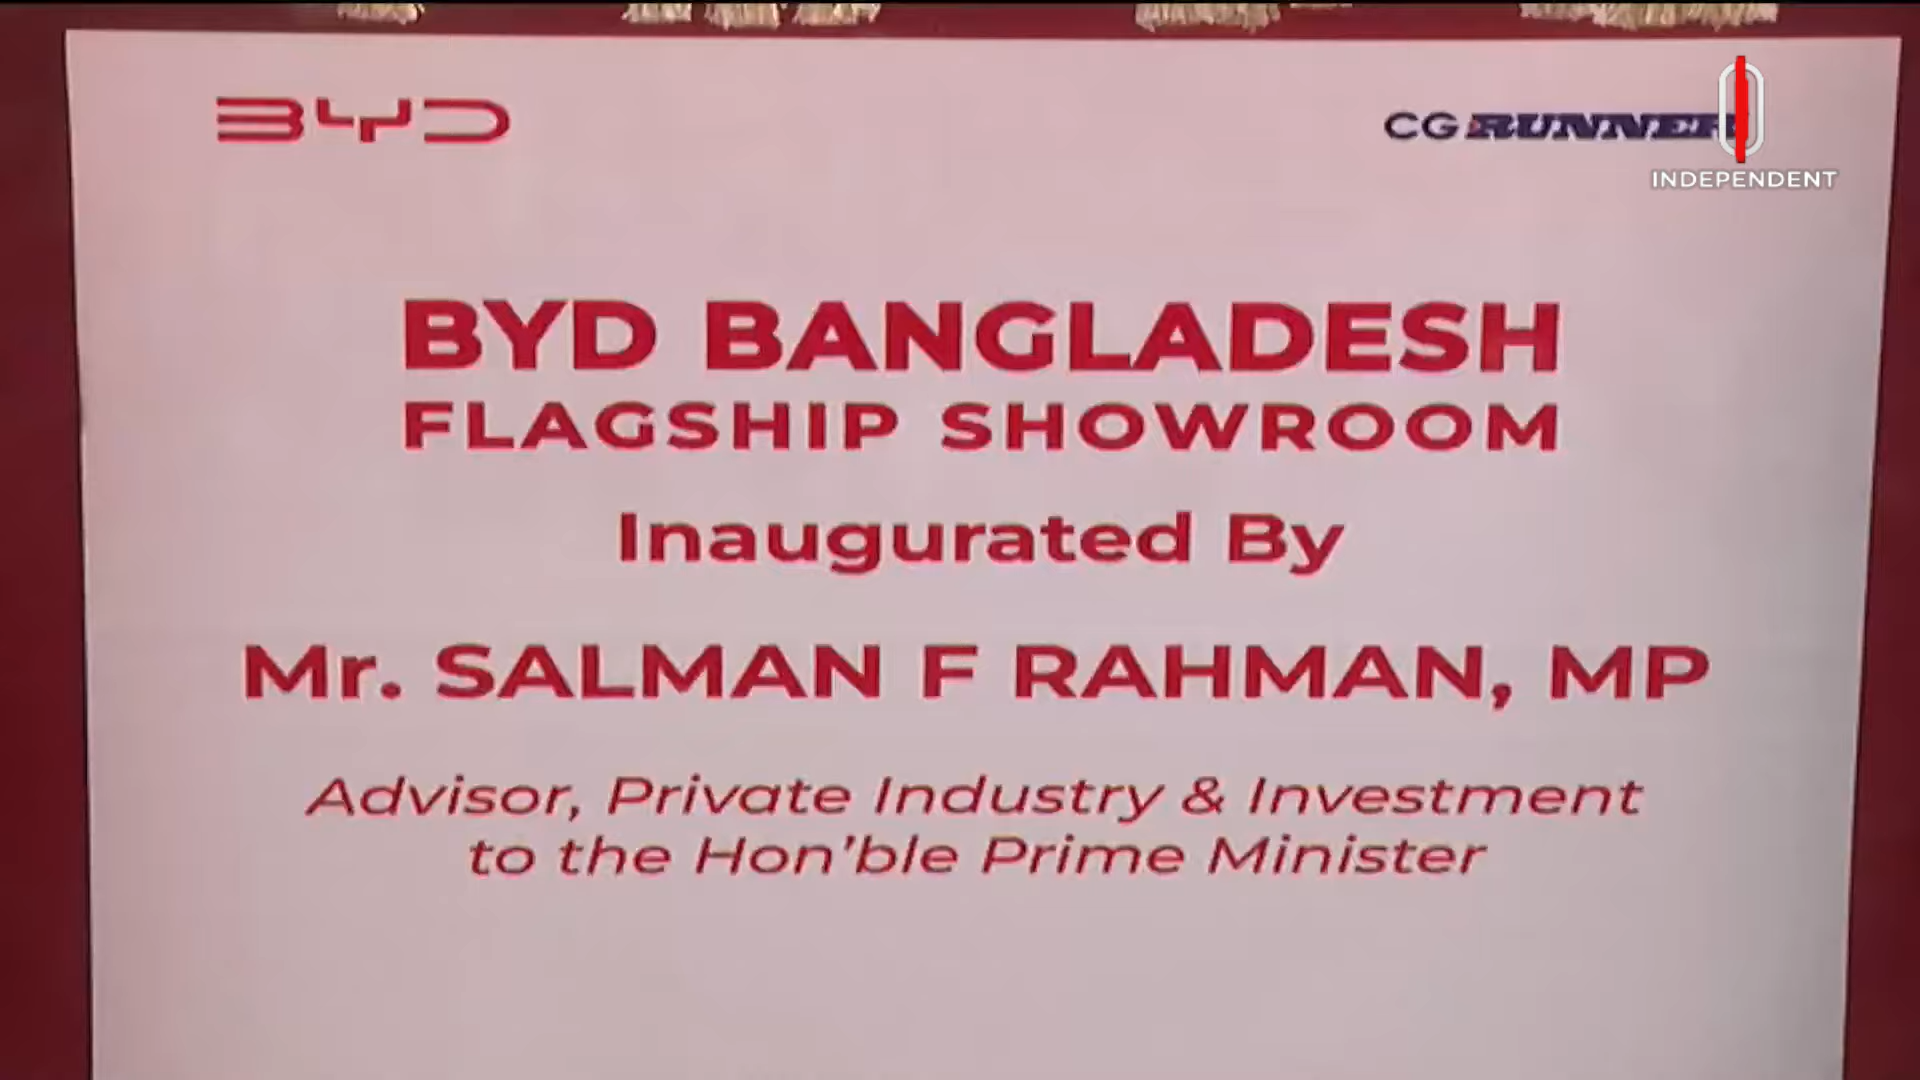 BYD
CG RUNNER
INDEPENDENT
BYD BANGLADESH
FLAGSHIP SHOWROOM
Inaugurated By
Mr. SALMAN F RAHMAN, MP
Advisor, Private Industry & Investment
to the Hon'ble Prime Minister